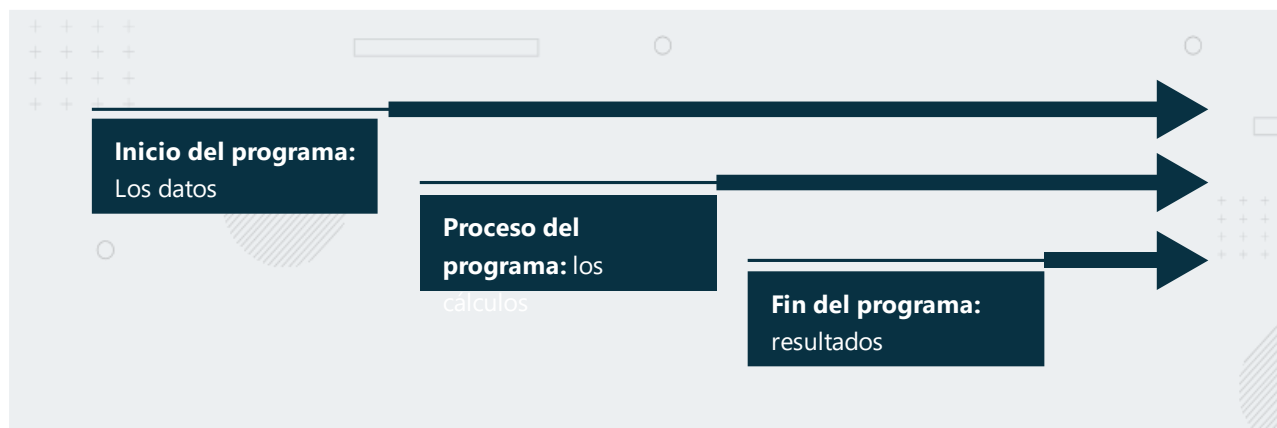 Inicio del programa:
Los datos
Proceso del
programa: los
cálculos
Fin del programa:
resultados